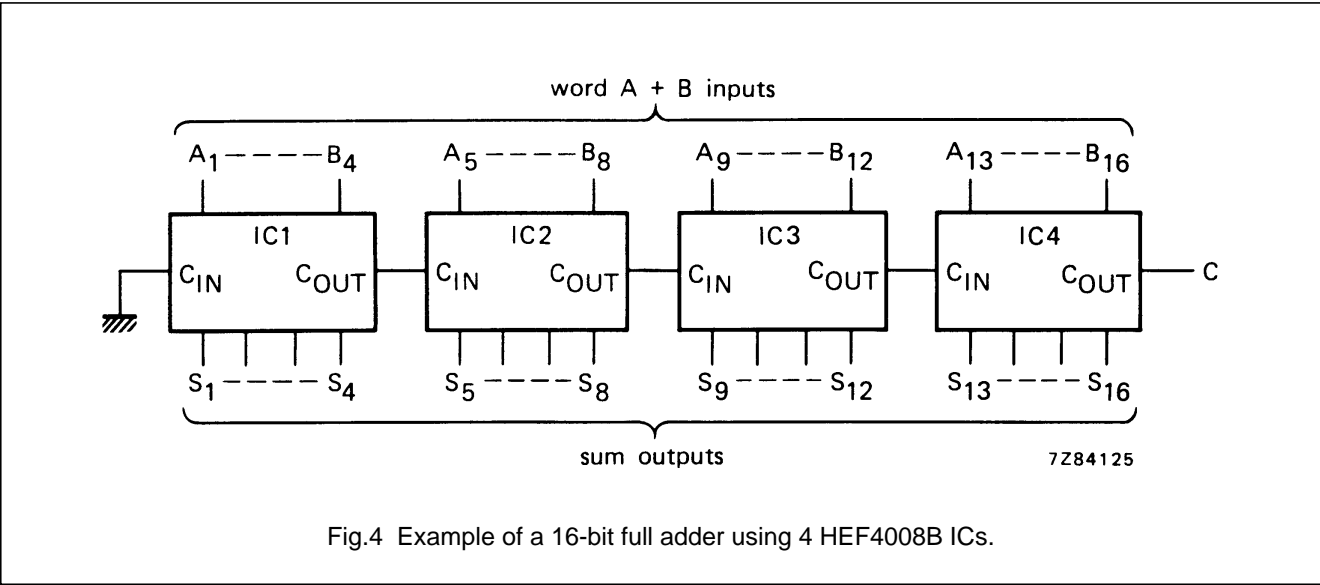 word A + B inputs
A1-----B4 A5-----B8 A9-----B12 A13-----B16
IC1 IC2 IC3 IC4
CIN COUT CIN COUT CIN COUT CIN COUT C
S1-----S4 S5-----S8 S9-----S12 S13-----S16
sum outputs
7Z84125
Fig.4 Example of a 16-bit full adder using 4 HEF4008B ICs.